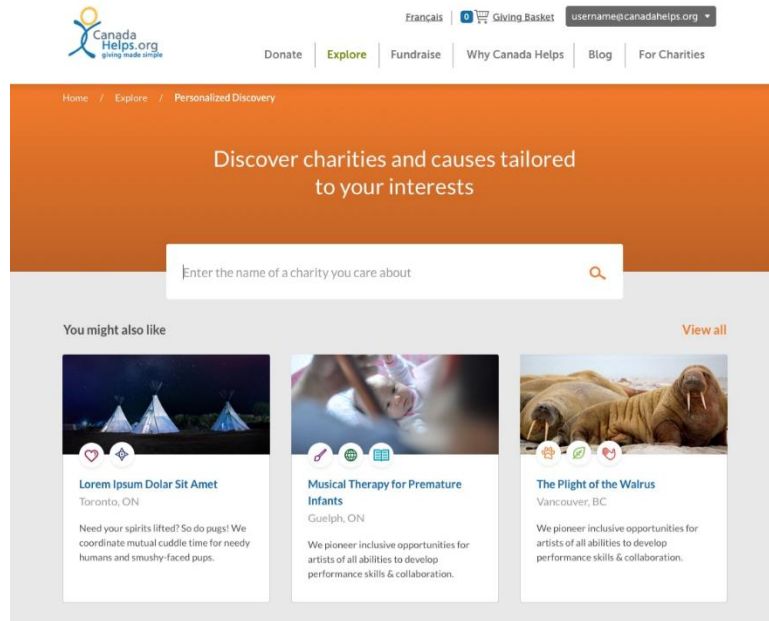 Canada
Helps.org
giving made simple
Français
0
Giving Basket
username@canadahelps.org
Donate
Explore
Fundraise
Why Canada Helps
Blog
For Charities
Home / Explore / Personalized Discovery
Discover charities and causes tailored
to your interests
Enter the name of a charity you care about
You might also like
View all
Lorem Ipsum Dolar Sit Amet
Toronto, ON
Need your spirits lifted? So do pugs! We
coordinate mutual cuddle time for needy
humans and smushy-faced pups.
Musical Therapy for Premature
Infants
Guelph, ON
We pioneer inclusive opportunities for
artists of all abilities to develop
performance skills & collaboration.
The Plight of the Walrus
Vancouver, BC
We pioneer inclusive opportunities for
artists of all abilities to develop
performance skills & collaboration.